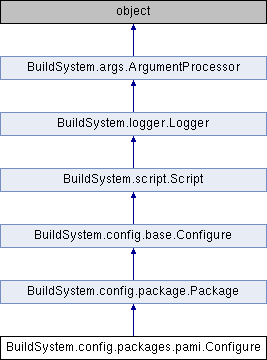 object
BuildSystem.args.ArgumentProcessor
BuildSystem.logger.Logger
BuildSystem.script.Script
BuildSystem.config.base.Configure
BuildSystem.config.package.Package
BuildSystem.config.packages.pami.Configure